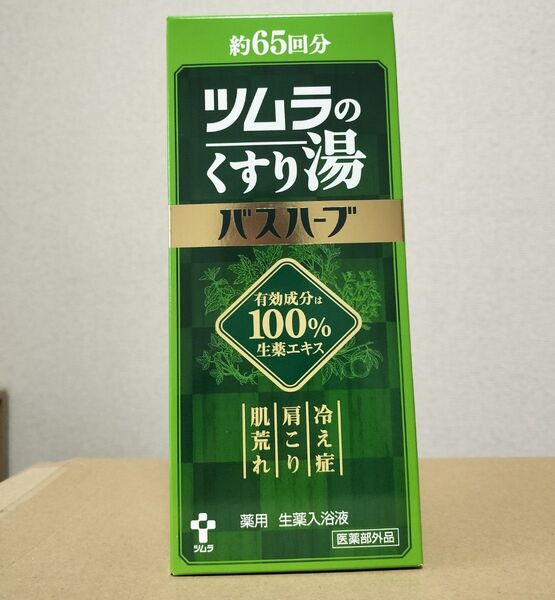 約65回分
ツムラの
くすり湯
バスハーブ
有効成分は
100%
生薬エキス
冷え症
肩こり
肌荒れ
薬用 生薬入浴液
医薬部外品
ツムラ